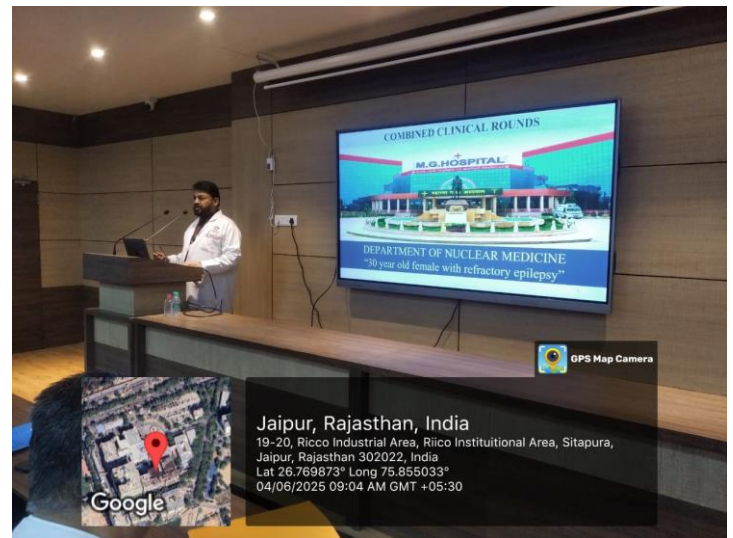 COMBINED CLINICAL ROUNDS
M.G.HOSPITAL
DEPARTMENT OF NUCLEAR MEDICINE
“30 year old female with refractory epilepsy”
GPS Map Camera
Jaipur, Rajasthan, India
19-20, Ricco Industrial Area, Riico Instituitional Area, Sitapura,
Jaipur, Rajasthan 302022, India
Lat 26.769873° Long 75.855033°
04/06/2025 09:04 AM GMT +05:30
Google